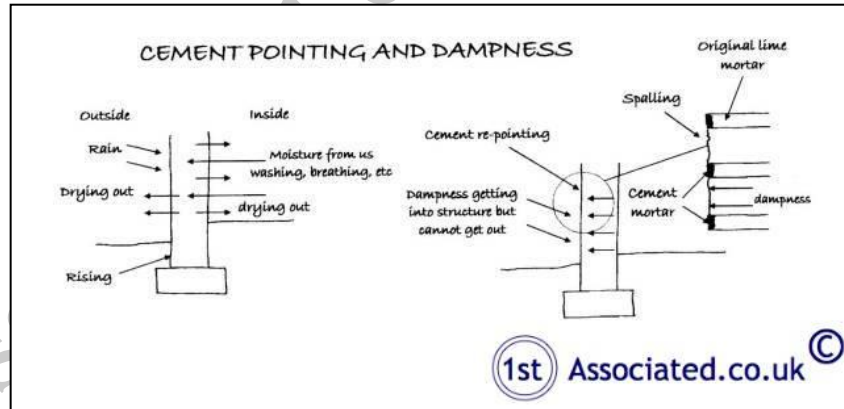 CEMENT POINTING AND DAMPNESS
Outside
Inside
Rain
Moisture from us
washing, breathing, etc
Drying out
drying out
Rising
Original lime
mortar
Spalling
Cement re-pointing
Dampness getting
into structure but
cannot get out
Cement
mortar
dampness
1st Associated.co.uk ©